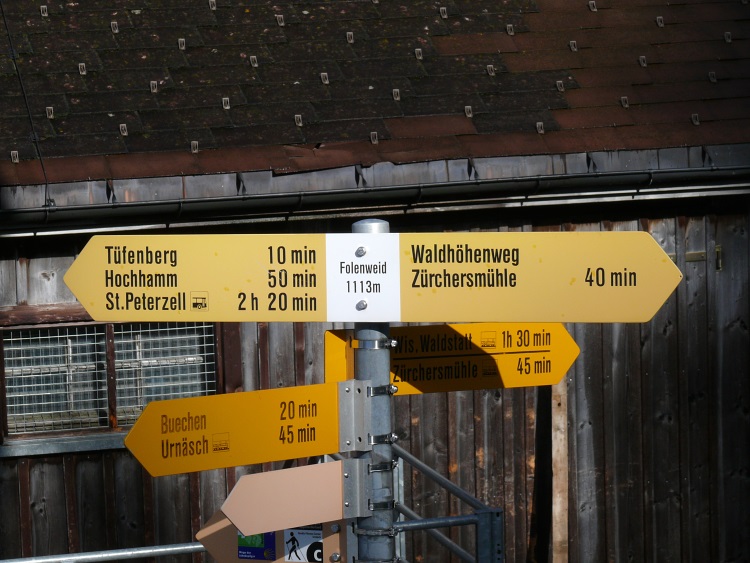 Tüfenberg 10 min
Hochhamm 50 min
St.Peterzell 2 h 20 min
Folenweid
1113m
Waldhöhenweg
Zürchersmühle 40 min
Wis. Waldstatt 1h 30 min
Zürchersmühle 45 min
Buechen 20 min
Urnäsch 45 min
C